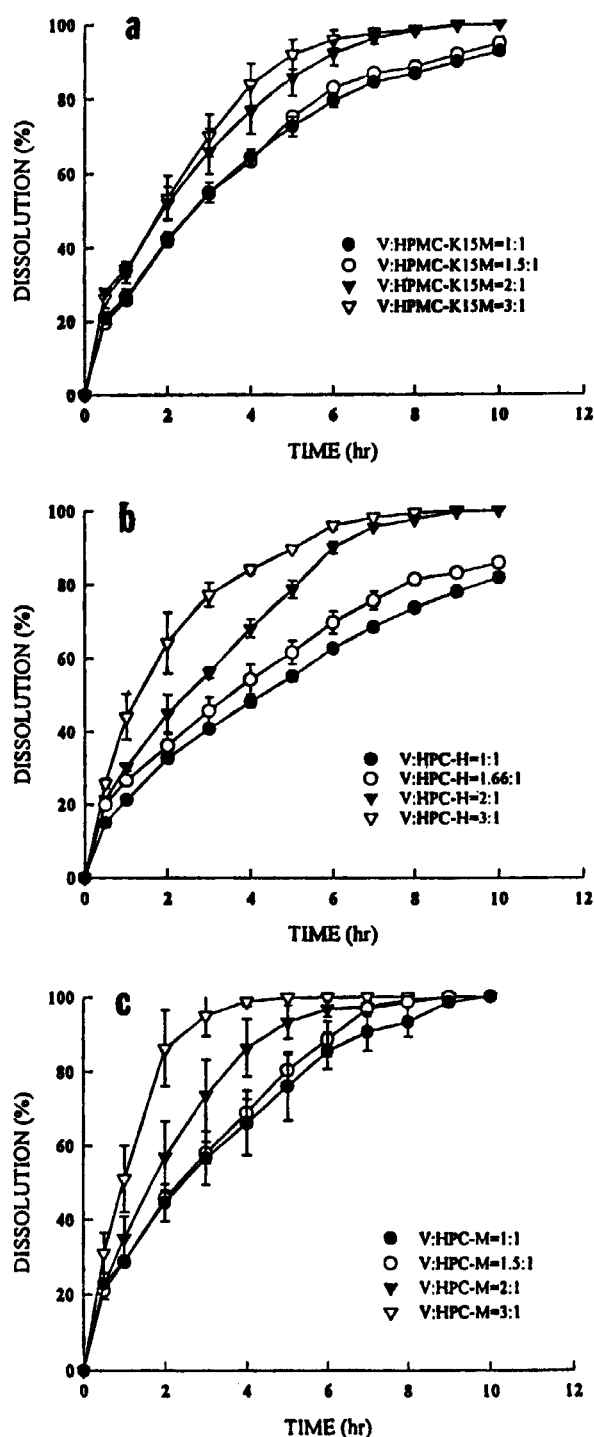 a
DISSOLUTION (%)
100
80
60
40
20
0
V:HPMC-K15M=1:1
V:HPMC-K15M=1.5:1
V:HPMC-K15M=2:1
V:HPMC-K15M=3:1
0 2 4 6 8 10 12
TIME (hr)
b
DISSOLUTION (%)
100
80
60
40
20
0
V:HPC-H=1:1
V:HPC-H=1.66:1
V:HPC-H=2:1
V:HPC-H=3:1
0 2 4 6 8 10 12
TIME (hr)
c
DISSOLUTION (%)
100
80
60
40
20
0
V:HPC-M=1:1
V:HPC-M=1.5:1
V:HPC-M=2:1
V:HPC-M=3:1
0 2 4 6 8 10 12
TIME (hr)